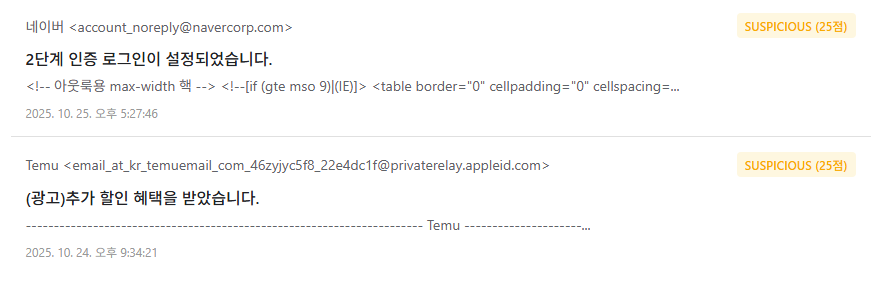 네이버 <account_noreply@navercorp.com>
SUSPICIOUS (25점)
2단계 인증 로그인이 설정되었습니다.
<!-- 아웃룩용 max-width 핵 --> <!--[if (gte mso 9)|(IE)]> <table border="0" cellpadding="0" cellspacing=...
2025. 10. 25. 오후 5:27:46
Temu <email_at_kr_temuemail_com_46zyjyc5f8_22e4dc1f@privaterelay.appleid.com>
SUSPICIOUS (25점)
(광고)추가 할인 혜택을 받았습니다.
----------------------------------------------------------------------- Temu ---------------------...
2025. 10. 24. 오후 9:34:21